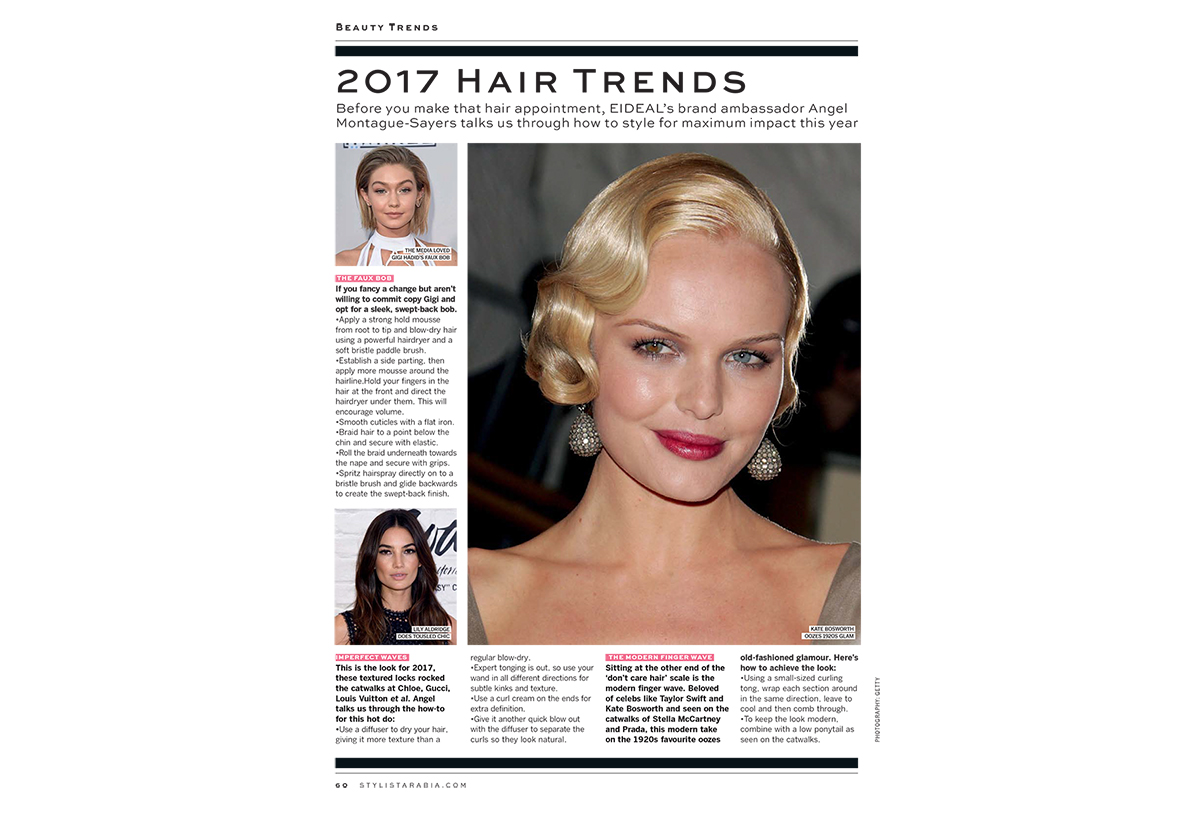 BEAUTY TRENDS
2017 HAIR TRENDS
Before you make that hair appointment, EIDEAL's brand ambassador Angel
Montague-Sayers talks us through how to style for maximum impact this year
THE MEDIA LOVED
GIGI HADID'S FAUX BOB
THE FAUX BOB
If you fancy a change but aren't
willing to commit copy Gigi and
opt for a sleek, swept-back bob.
•Apply a strong hold mousse
from root to tip and blow-dry hair
using a powerful hairdryer and a
soft bristle paddle brush.
•Establish a side parting, then
apply more mousse around the
hairline.Hold your fingers in the
hair at the front and direct the
hairdryer under them. This will
encourage volume.
•Smooth cuticles with a flat iron.
•Braid hair to a point below the
chin and secure with elastic.
•Roll the braid underneath towards
the nape and secure with grips.
•Spritz hairspray directly on to a
bristle brush and glide backwards
to create the swept-back finish.
LILY ALDRIDGE
DOES TOUSLED CHIC
KATE BOSWORTH
OOZES 1920S GLAM
IMPERFECT WAVES
This is the look for 2017,
these textured locks rocked
the catwalks at Chloe, Gucci,
Louis Vuitton et al. Angel
talks us through the how-to
for this hot do:
•Use a diffuser to dry your hair,
giving it more texture than a
regular blow-dry.
•Expert tonging is out, so use your
wand in all different directions for
subtle kinks and texture.
•Use a curl cream on the ends for
extra definition.
•Give it another quick blow out
with the diffuser to separate the
curls so they look natural.
THE MODERN FINGER WAVE
Sitting at the other end of the
'don't care hair' scale is the
modern finger wave. Beloved
of celebs like Taylor Swift and
Kate Bosworth and seen on the
catwalks of Stella McCartney
and Prada, this modern take
on the 1920s favourite oozes
old-fashioned glamour. Here's
how to achieve the look:
•Using a small-sized curling
tong, wrap each section around
in the same direction, leave to
cool and then comb through.
•To keep the look modern,
combine with a low ponytail as
seen on the catwalks.
PHOTOGRAPHY: GETTY
60 STYLISTARABIA.COM